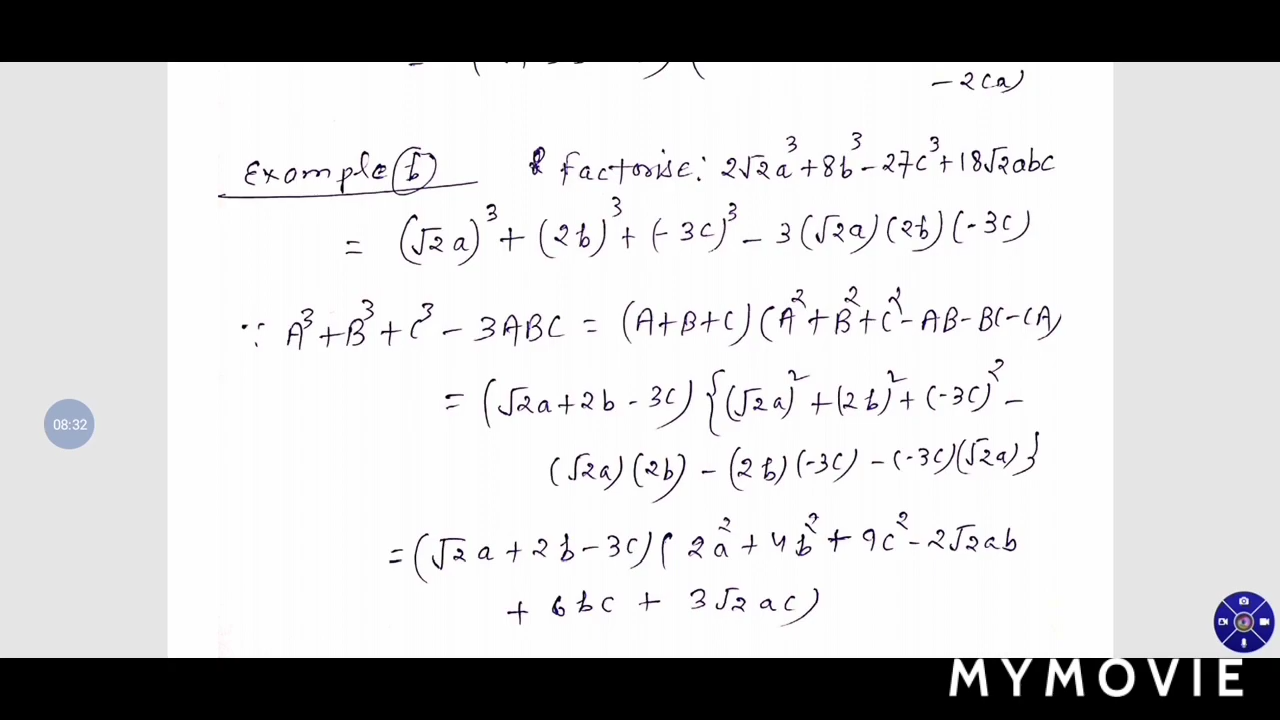 - 2ca)
Example (b) factorise: 2√2a³ + 8b³ - 27c³ + 18√2abc
= (√2a)³ + (2b)³ + (-3c)³ - 3(√2a)(2b)(-3c)
∵ A³ + B³ + C³ - 3ABC = (A+B+C)(A² + B² + C² - AB - BC - CA)
= (√2a + 2b - 3c) {(√2a)² + (2b)² + (-3c)² -
08:32
(√2a)(2b) - (2b)(-3c) - (-3c)(√2a)}
= (√2a + 2b - 3c)(2a² + 4b² + 9c² - 2√2ab
+ 6bc + 3√2ac)
MYMOVIE